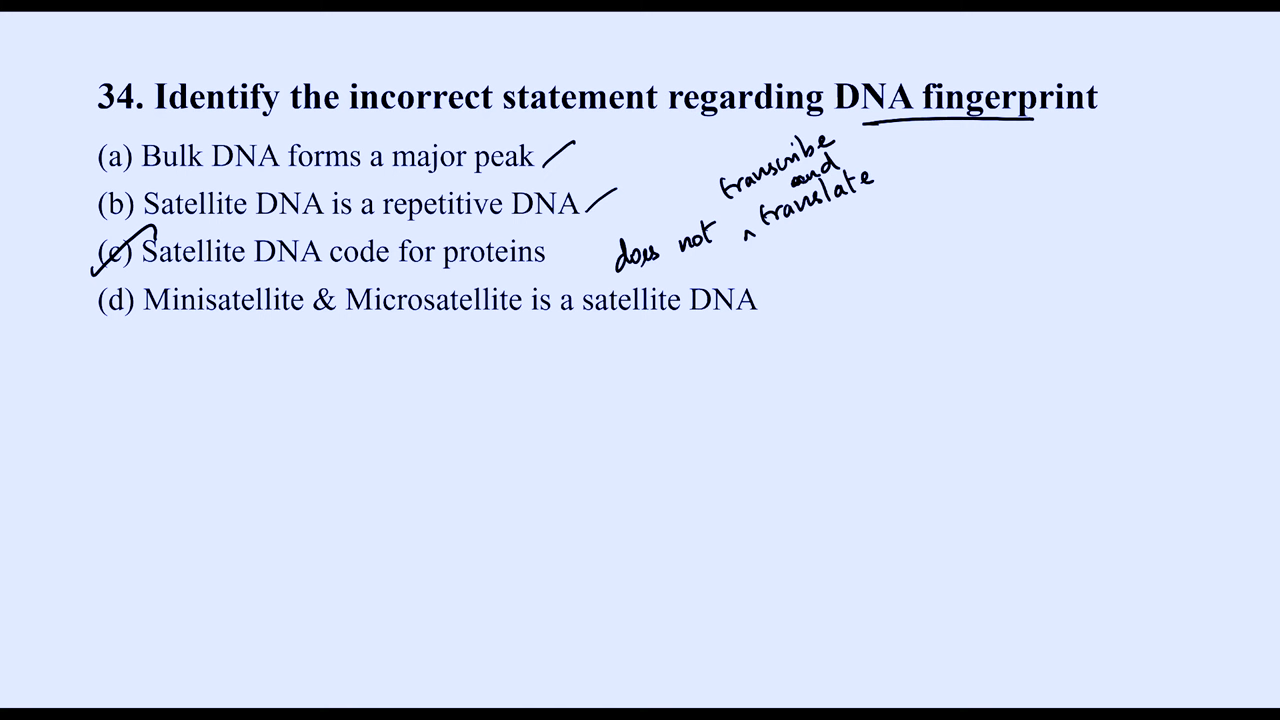 34. Identify the incorrect statement regarding DNA fingerprint
(a) Bulk DNA forms a major peak
(b) Satellite DNA is a repetitive DNA
(c) Satellite DNA code for proteins
(d) Minisatellite & Microsatellite is a satellite DNA
transcribe
and
does not ^ translate